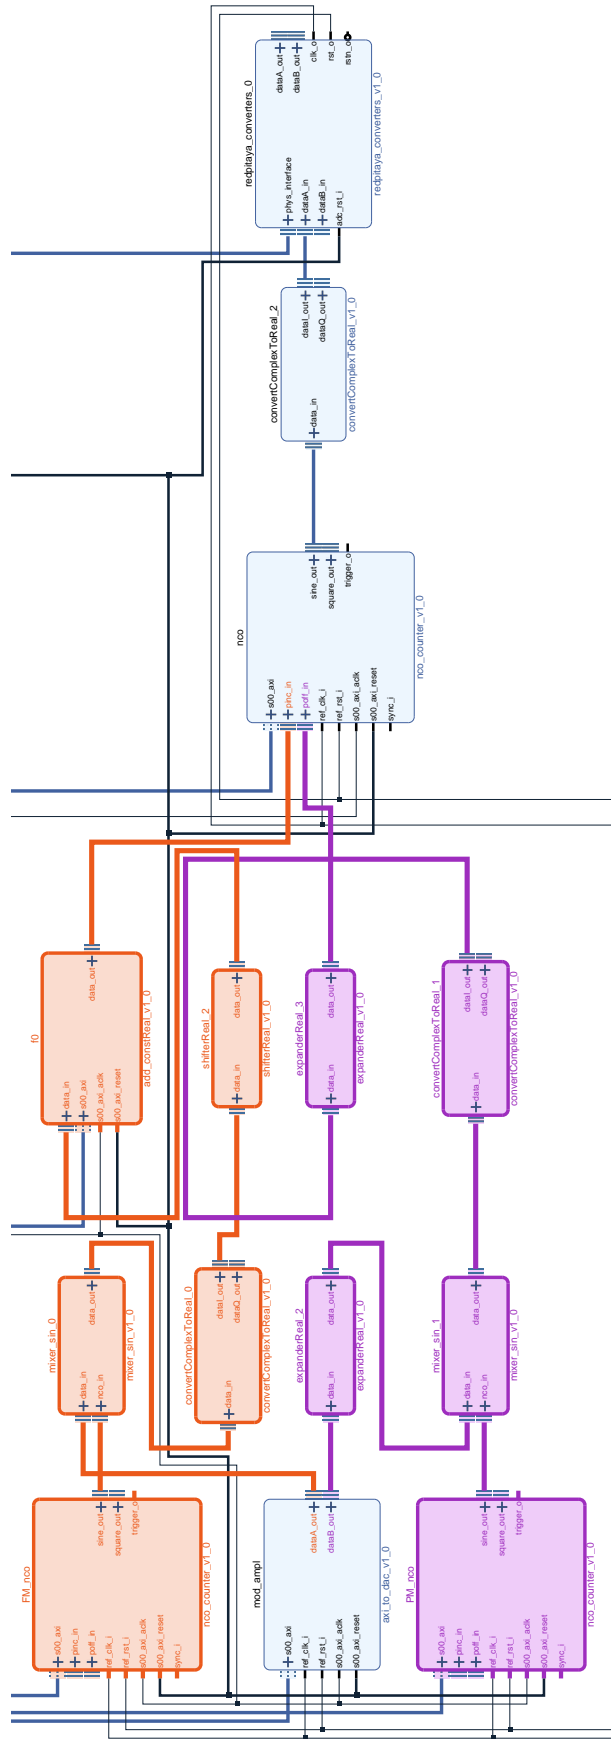 redpitaya_converters_0
dataA_out
dataB_out
clk_o
rst_o
rstn_o
phys_interface
dataA_in
dataB_in
adc_rst_i
redpitaya_converters_v1_0
convertComplexToReal_2
dataI_out
dataQ_out
data_in
convertComplexToReal_v1_0
nco
sine_out
square_out
trigger_o
s00_axi
pinc_in
poff_in
ref_clk_i
ref_rst_i
s00_axi_aclk
s00_axi_reset
sync_i
nco_counter_v1_0
f0
data_out
data_in
s00_axi
s00_axi_aclk
s00_axi_reset
add_constReal_v1_0
shifterReal_2
data_out
data_in
shifterReal_v1_0
expanderReal_3
data_out
data_in
expanderReal_v1_0
convertComplexToReal_1
dataI_out
dataQ_out
data_in
convertComplexToReal_v1_0
mixer_sin_0
data_out
data_in
nco_in
mixer_sin_v1_0
convertComplexToReal_0
dataI_out
dataQ_out
data_in
convertComplexToReal_v1_0
expanderReal_2
data_out
data_in
expanderReal_v1_0
mixer_sin_1
data_out
data_in
nco_in
mixer_sin_v1_0
FM_nco
sine_out
square_out
trigger_o
s00_axi
pinc_in
poff_in
ref_clk_i
ref_rst_i
s00_axi_aclk
s00_axi_reset
sync_i
nco_counter_v1_0
mod_ampl
dataA_out
dataB_out
s00_axi
ref_clk_i
ref_rst_i
s00_axi_aclk
s00_axi_reset
axi_to_dac_v1_0
PM_nco
sine_out
square_out
trigger_o
s00_axi
pinc_in
poff_in
ref_clk_i
ref_rst_i
s00_axi_aclk
s00_axi_reset
sync_i
nco_counter_v1_0